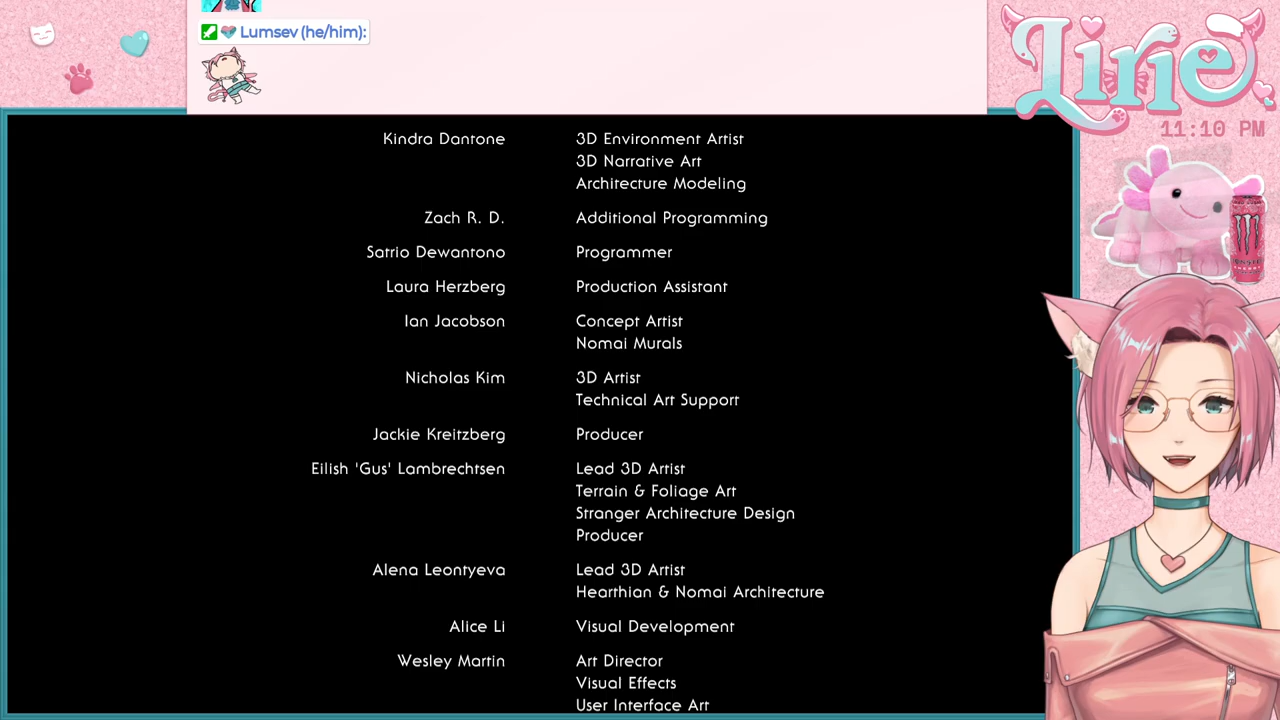 Lumsev (he/him):
Lirie
11:10 PM
Kindra Dantone 3D Environment Artist
3D Narrative Art
Architecture Modeling
Zach R. D. Additional Programming
Satrio Dewantono Programmer
Laura Herzberg Production Assistant
Ian Jacobson Concept Artist
Nomai Murals
Nicholas Kim 3D Artist
Technical Art Support
Jackie Kreitzberg Producer
Eilish 'Gus' Lambrechtsen Lead 3D Artist
Terrain & Foliage Art
Stranger Architecture Design
Producer
Alena Leontyeva Lead 3D Artist
Hearthian & Nomai Architecture
Alice Li Visual Development
Wesley Martin Art Director
Visual Effects
User Interface Art